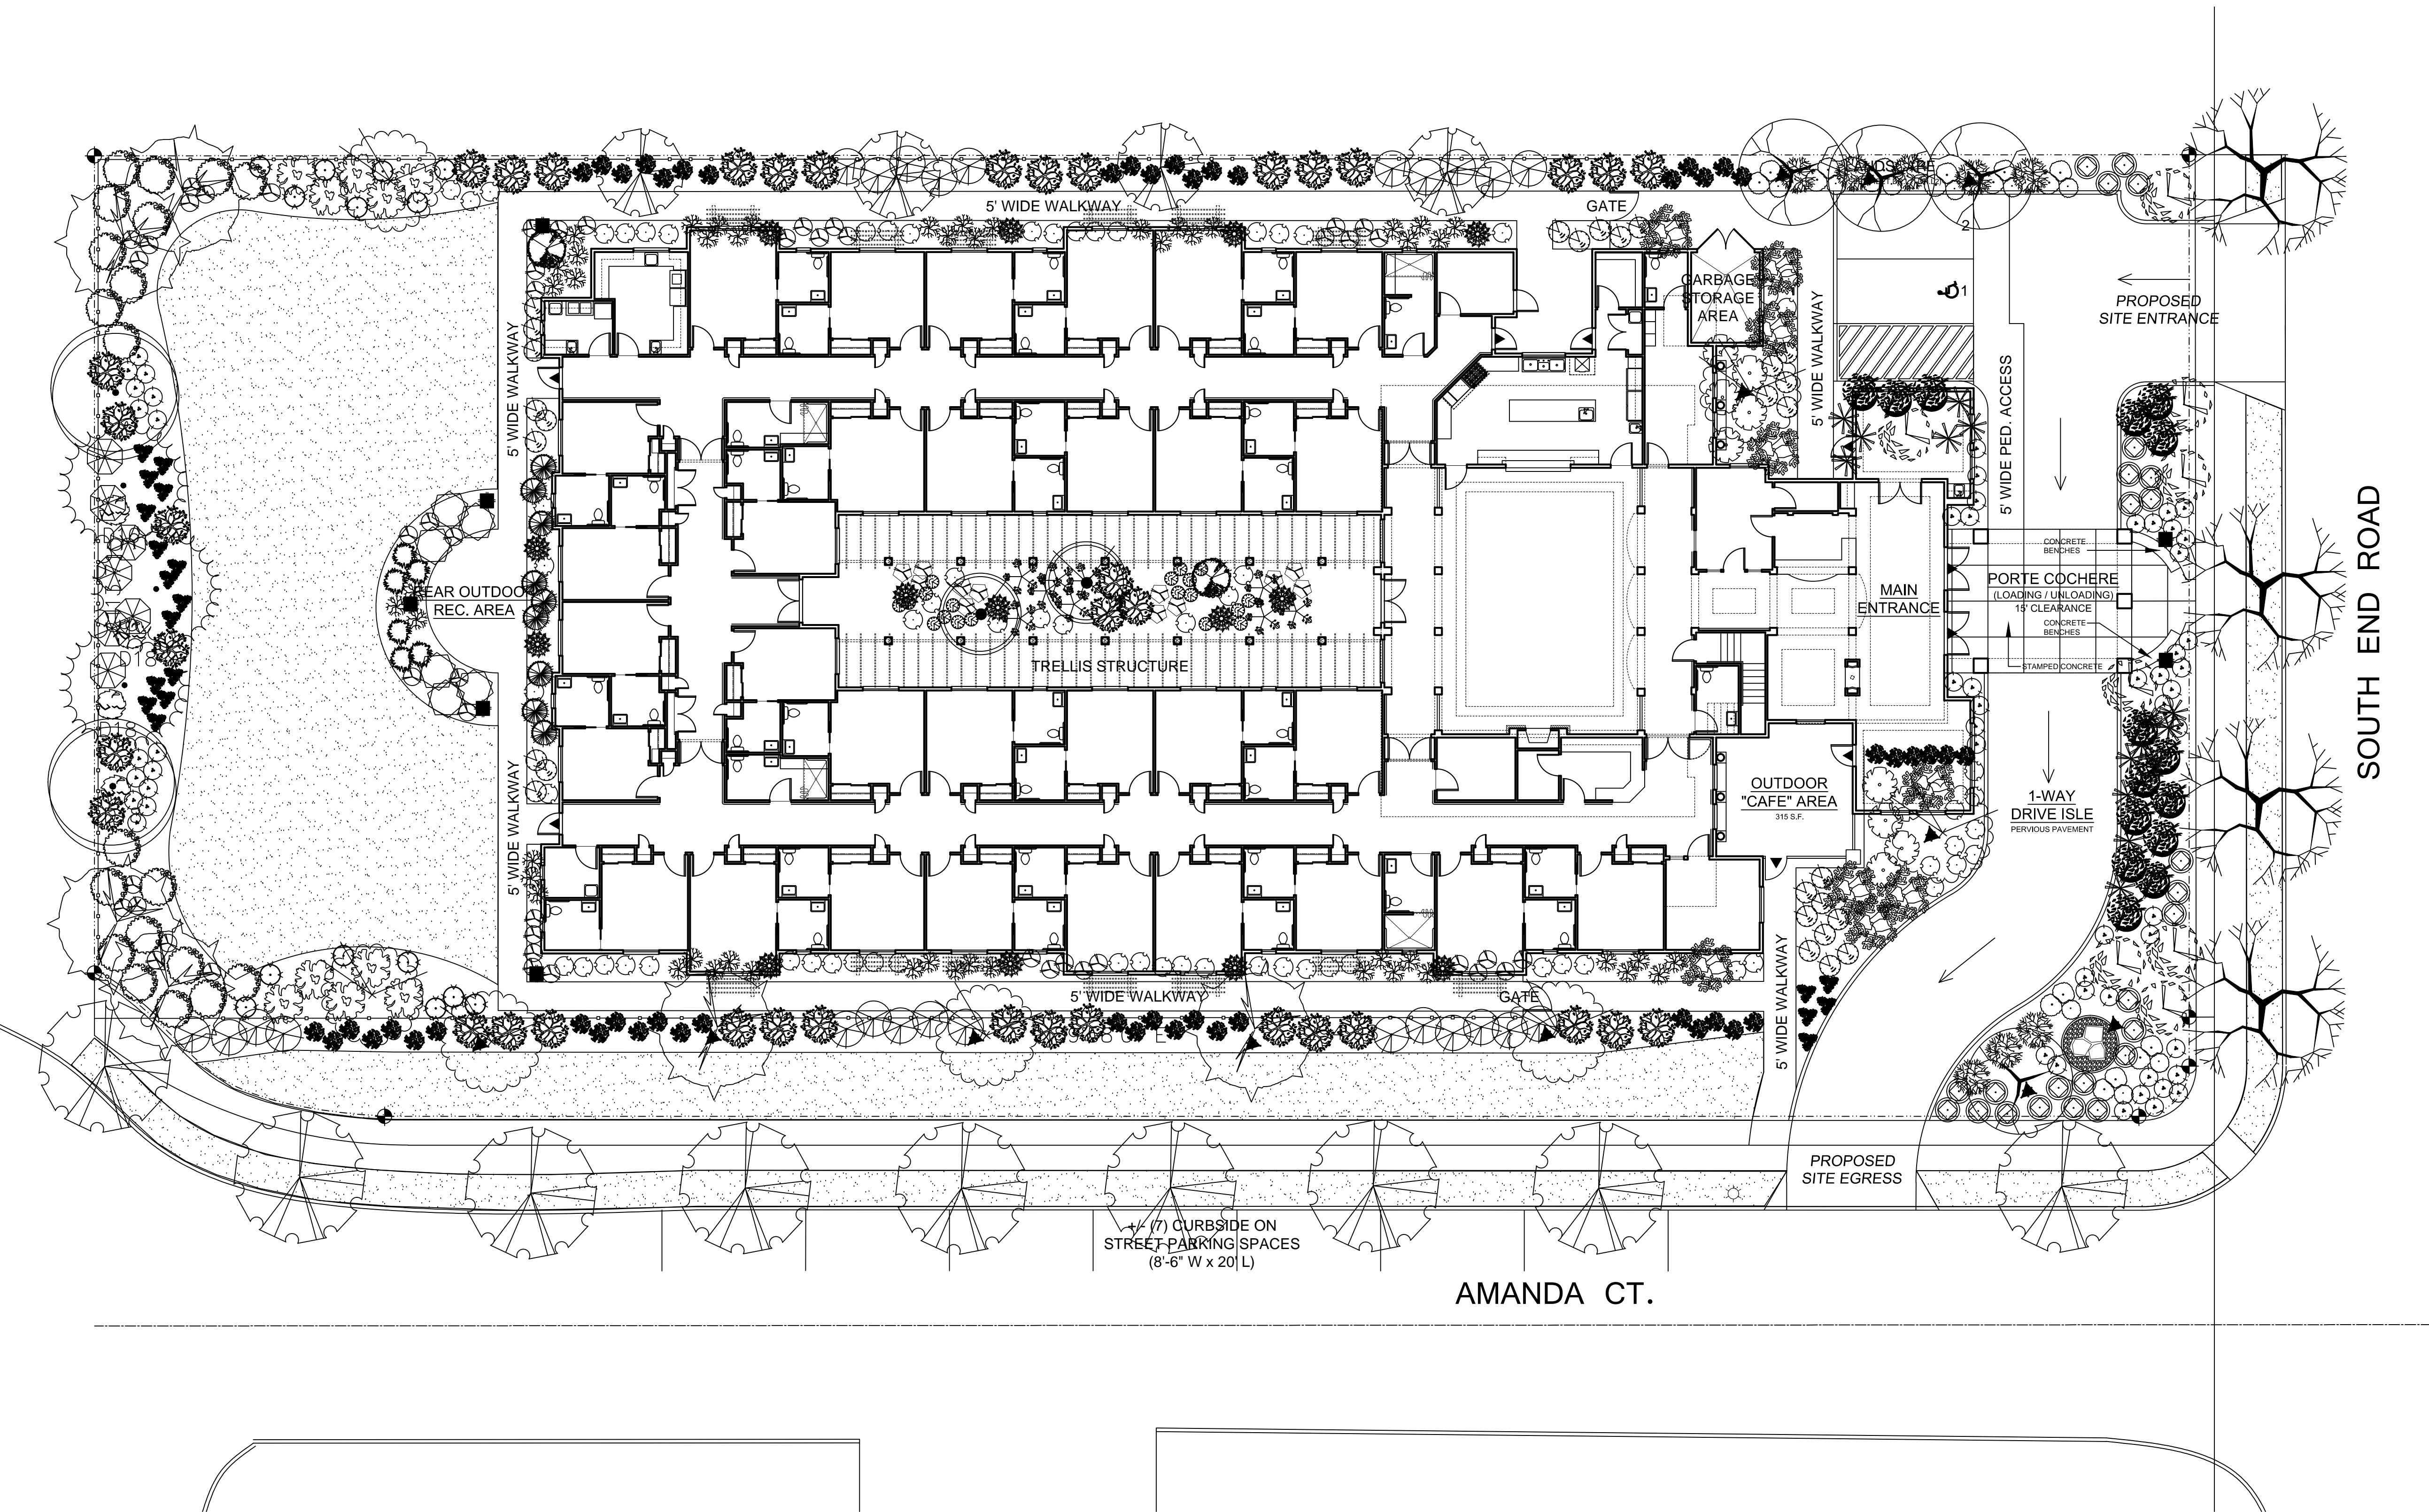 5' WIDE WALKWAY
GATE
2
GARBAGE
STORAGE
AREA
1
PROPOSED
SITE ENTRANCE
5' WIDE WALKWAY
5' WIDE WALKWAY
5' WIDE PED. ACCESS
CONCRETE
BENCHES
PORTE COCHERE
(LOADING / UNLOADING)
15' CLEARANCE
CONCRETE
BENCHES
STAMPED CONCRETE
MAIN
ENTRANCE
REAR OUTDOOR
REC. AREA
TRELLIS STRUCTURE
SOUTH END ROAD
OUTDOOR
"CAFE" AREA
315 S.F.
1-WAY
DRIVE ISLE
PERVIOUS PAVEMENT
5' WIDE WALKWAY
5' WIDE WALKWAY
GATE
5' WIDE WALKWAY
PROPOSED
SITE EGRESS
+/- (7) CURBSIDE ON
STREET PARKING SPACES
(8'-6" W x 20' L)
AMANDA CT.